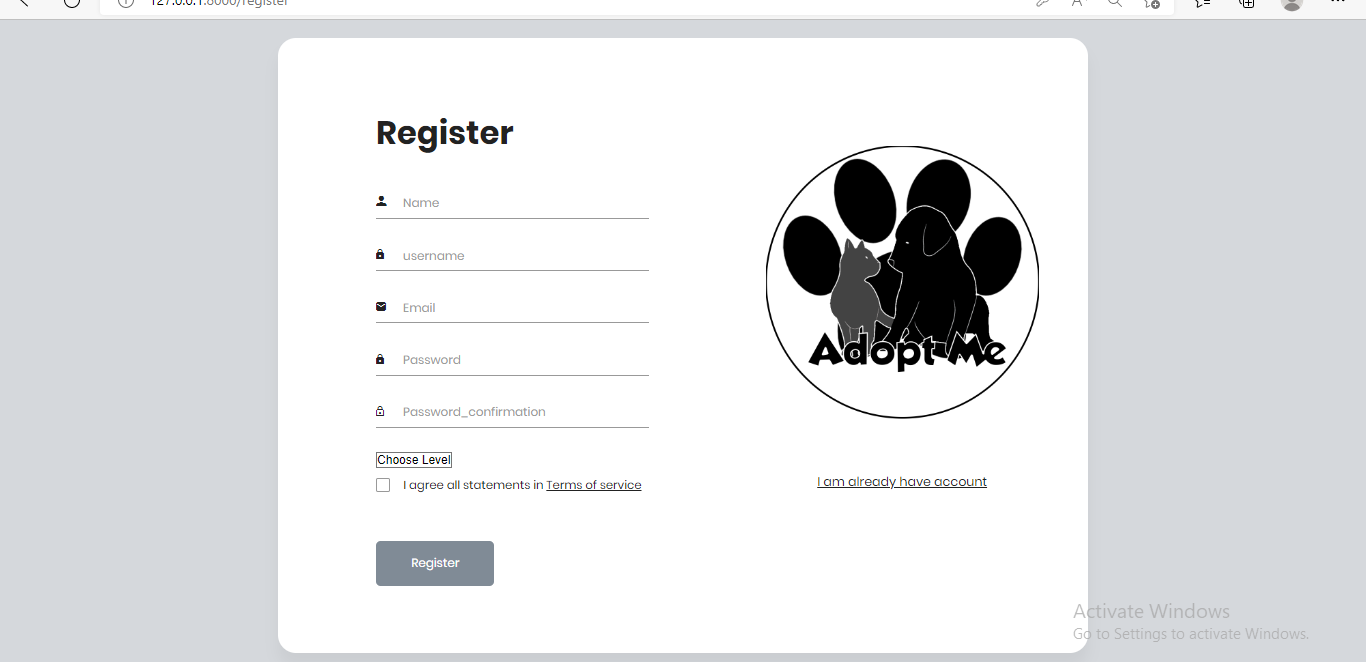 127.0.0.1:8000/register
Register
Name
username
Email
Password
Password_confirmation
Choose Level
I agree all statements in Terms of service
Register
Adopt Me
I am already have account
Activate Windows
Go to Settings to activate Windows.